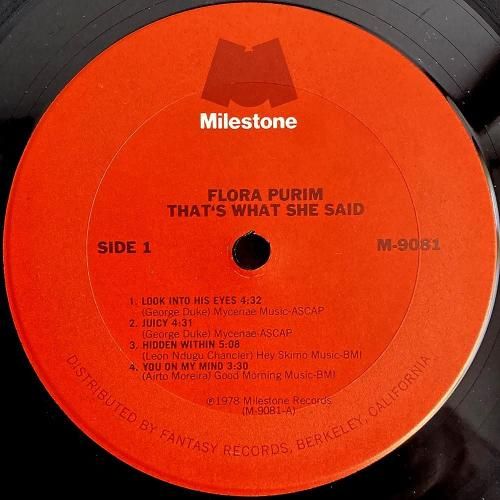 Milestone
FLORA PURIM
THAT'S WHAT SHE SAID
SIDE 1
M-9081
1. LOOK INTO HIS EYES 4:32
(George Duke) Mycenae Music-ASCAP
2. JUICY 4:31
(George Duke) Mycenae-ASCAP
3. HIDDEN WITHIN 5:08
(Leon Ndugu Chancler) Hey Skimo Music-BMI
4. YOU ON MY MIND 3:30
(Airto Moreira) Good Morning Music-BMI
℗1978 Milestone Records
(M-9081-A)
DISTRIBUTED BY FANTASY RECORDS, BERKELEY, CALIFORNIA